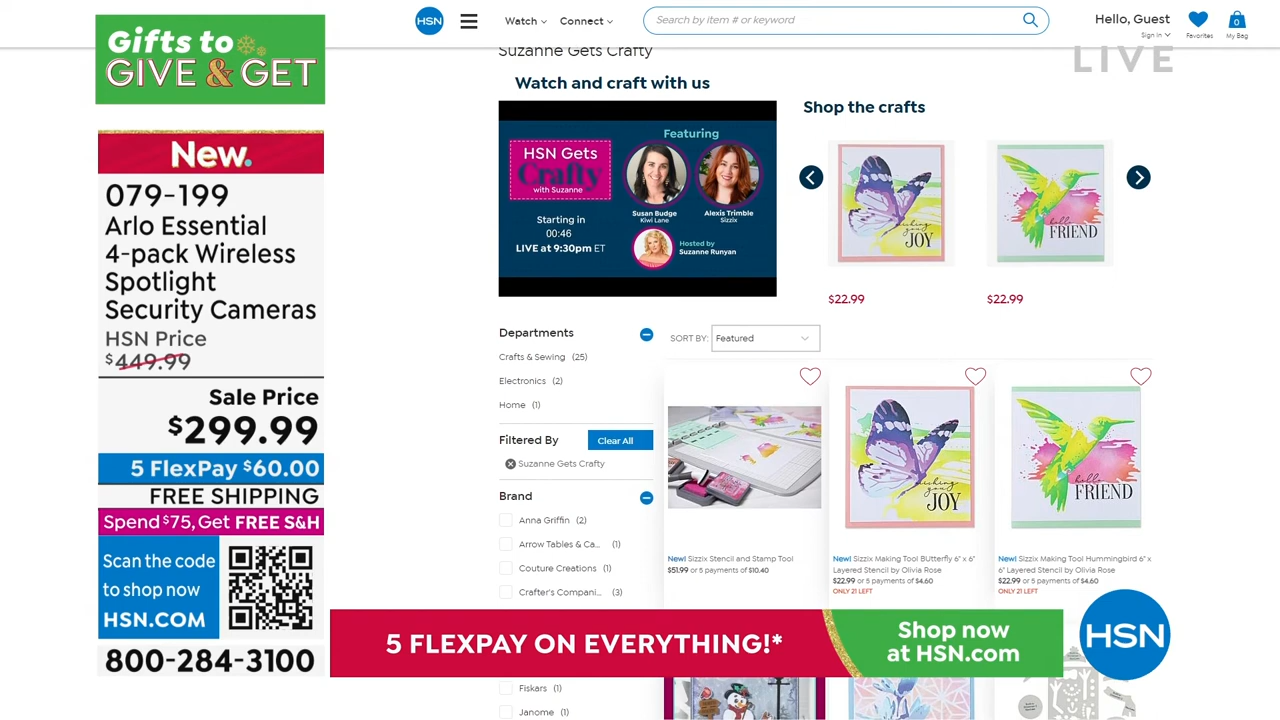 Gifts to
GIVE & GET
New.
079-199
Arlo Essential
4-pack Wireless
Spotlight
Security Cameras
HSN Price
$449.99
Sale Price
$299.99
5 FlexPay $60.00
FREE SHIPPING
Spend $75, Get FREE S&H
Scan the code
to shop now
HSN.COM
800-284-3100
HSN
Watch
Connect
Search by item # or keyword
Hello, Guest
Sign in
Favorites
0
My Bag
LIVE
Suzanne Gets Crafty
Watch and craft with us
HSN Gets
Crafty
with Suzanne
Starting in
00:46
LIVE at 9:30pm ET
Featuring
Susan Budge
Kiwi Lane
Alexis Trimble
Sizzix
Hosted by
Suzanne Runyan
Shop the crafts
wishing
you
JOY
hello
FRIEND
$22.99
$22.99
Departments
Crafts & Sewing (25)
Electronics (2)
Home (1)
Filtered By
Clear All
Suzanne Gets Crafty
Brand
Anna Griffin (2)
Arrow Tables & Ca... (1)
Couture Creations (1)
Crafter's Compani... (3)
Fiskars (1)
Janome (1)
SORT BY: Featured
New! Sizzix Stencil and Stamp Tool
$51.99 or 5 payments of $10.40
wishing
you
JOY
New! Sizzix Making Tool BUtterfly 6" x 6"
Layered Stencil by Olivia Rose
$22.99 or 5 payments of $4.60
ONLY 21 LEFT
hello
FRIEND
New! Sizzix Making Tool Hummingbird 6" x
6" Layered Stencil by Olivia Rose
$22.99 or 5 payments of $4.60
ONLY 21 LEFT
5 FLEXPAY ON EVERYTHING!*
Shop now
at HSN.com
HSN